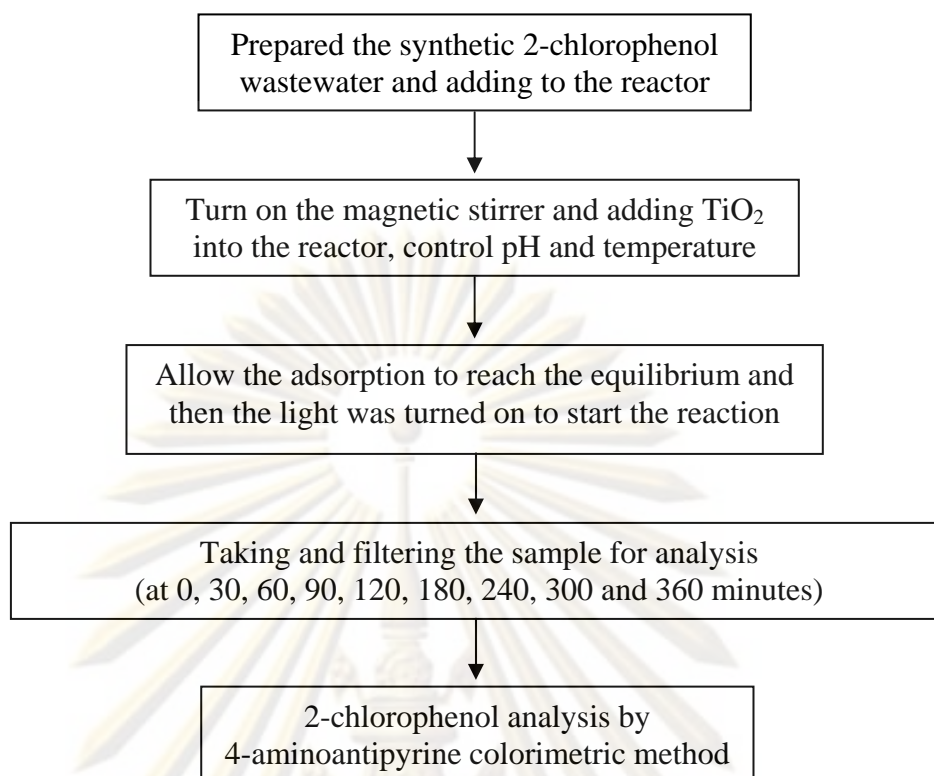 Prepared the synthetic 2-chlorophenol
wastewater and adding to the reactor
Turn on the magnetic stirrer and adding TiO₂
into the reactor, control pH and temperature
Allow the adsorption to reach the equilibrium and
then the light was turned on to start the reaction
Taking and filtering the sample for analysis
(at 0, 30, 60, 90, 120, 180, 240, 300 and 360 minutes)
2-chlorophenol analysis by
4-aminoantipyrine colorimetric method